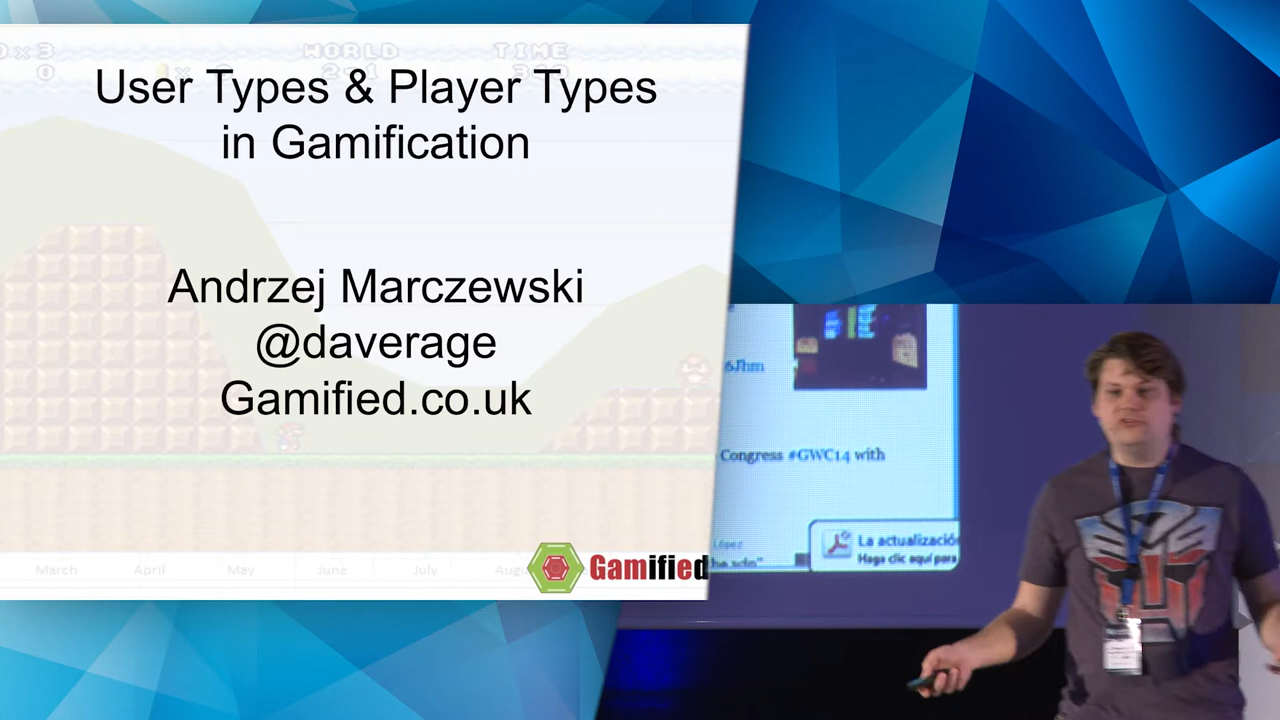 WORLD
TIME
User Types & Player Types
in Gamification
Andrzej Marczewski
@daverage
Gamified.co.uk
March
April
May
June
July
Gamified
6Jhm
Congress #GWC14 with
La actualización
Haga clic aquí para